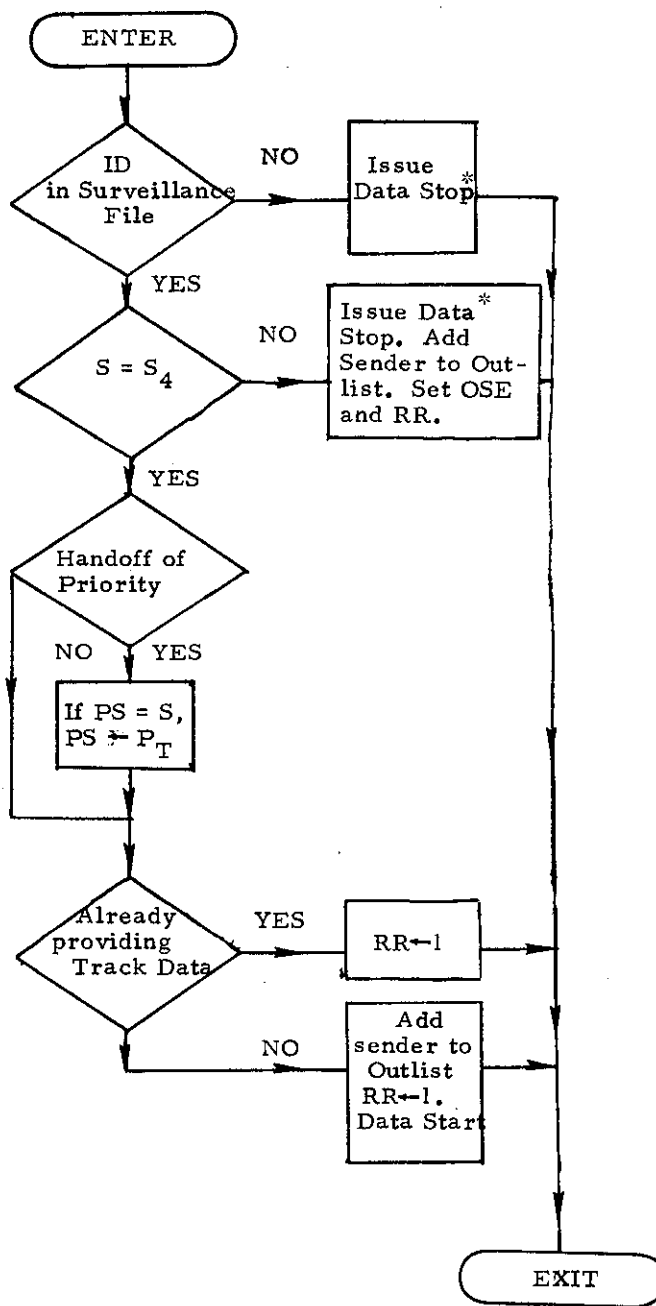 ENTER
ID
in Surveillance
File
NO
Issue
Data Stop*
YES
S = S4
NO
Issue Data*
Stop. Add
Sender to Out-
list. Set OSE
and RR.
YES
Handoff of
Priority
NO YES
If PS = S,
PS ← PT
Already
providing
Track Data
YES
RR←1
NO
Add
sender to
Outlist
RR←1.
Data Start
EXIT